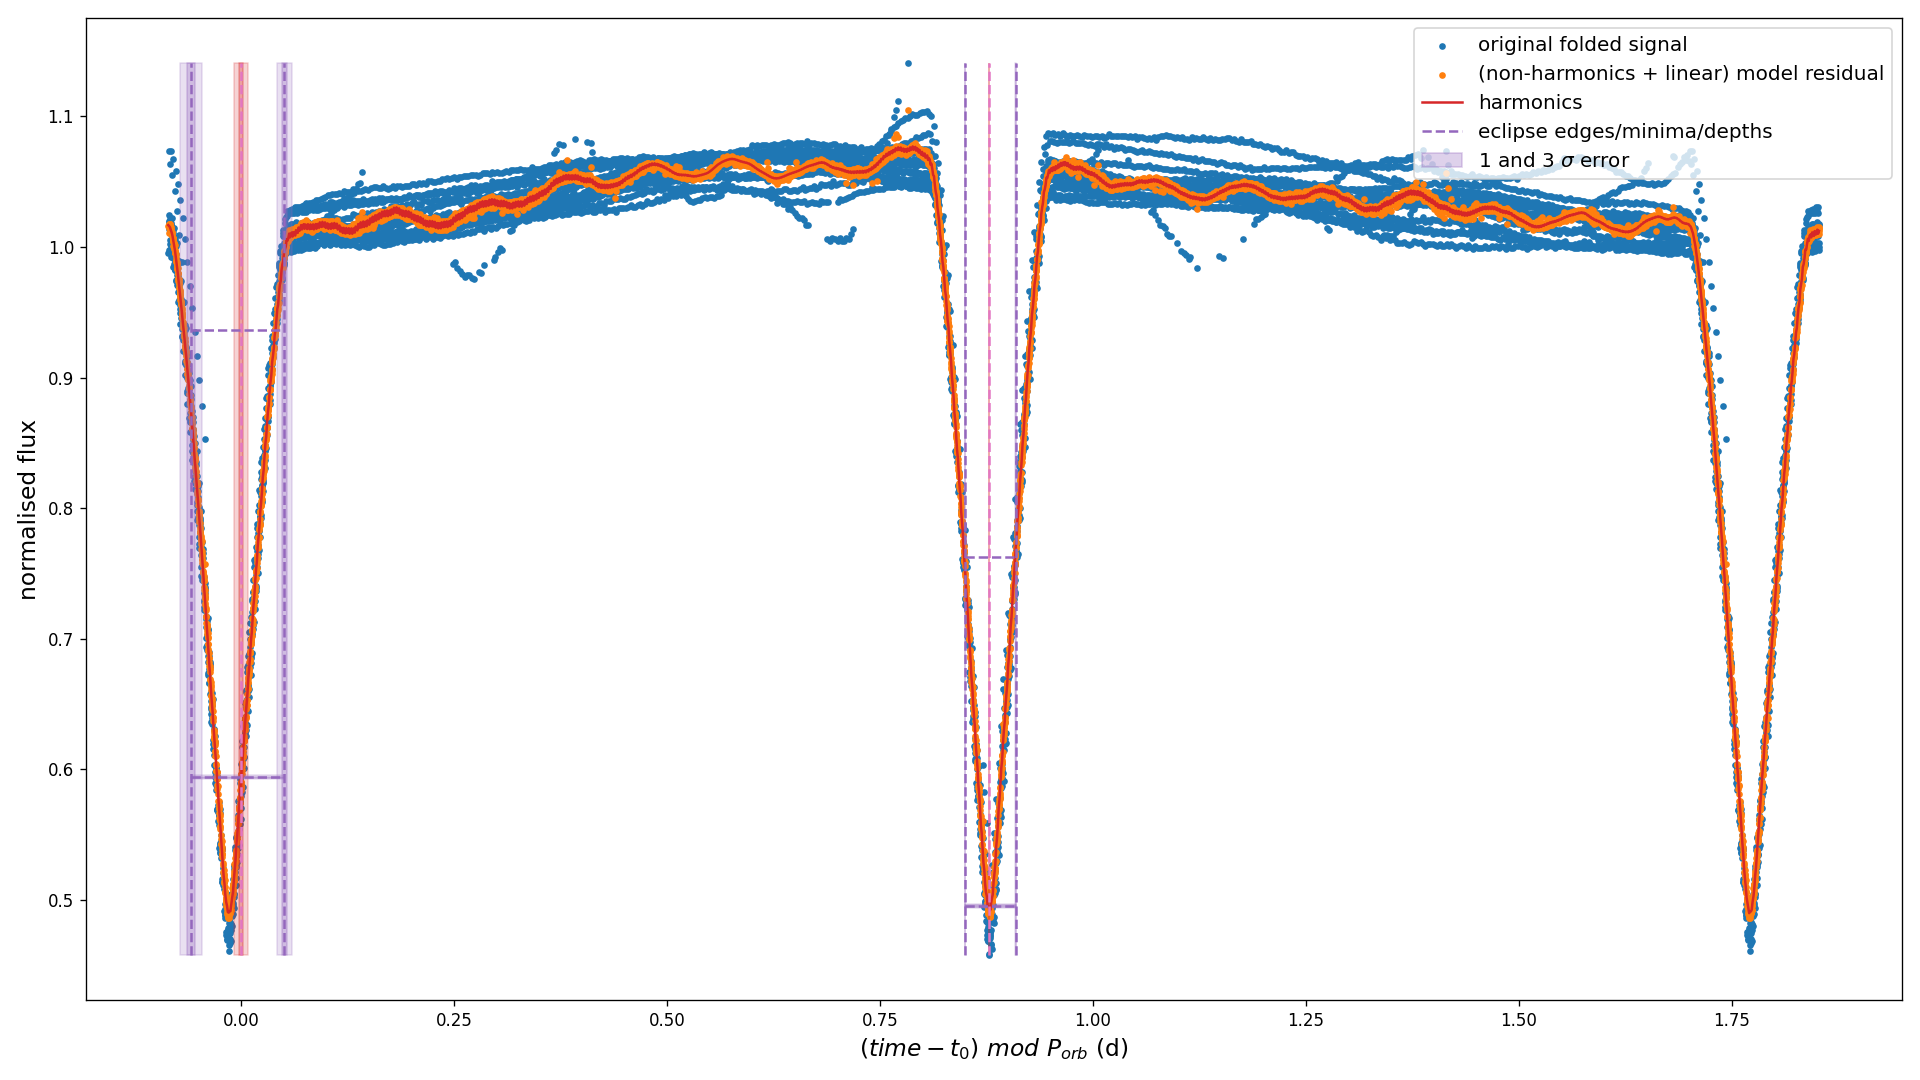 original folded signal
(non-harmonics + linear) model residual
harmonics
eclipse edges/minima/depths
1 and 3 σ error
normalised flux
1.1
1.0
0.9
0.8
0.7
0.6
0.5
0.00 0.25 0.50 0.75 1.00 1.25 1.50 1.75
(time − t₀) mod P_orb (d)